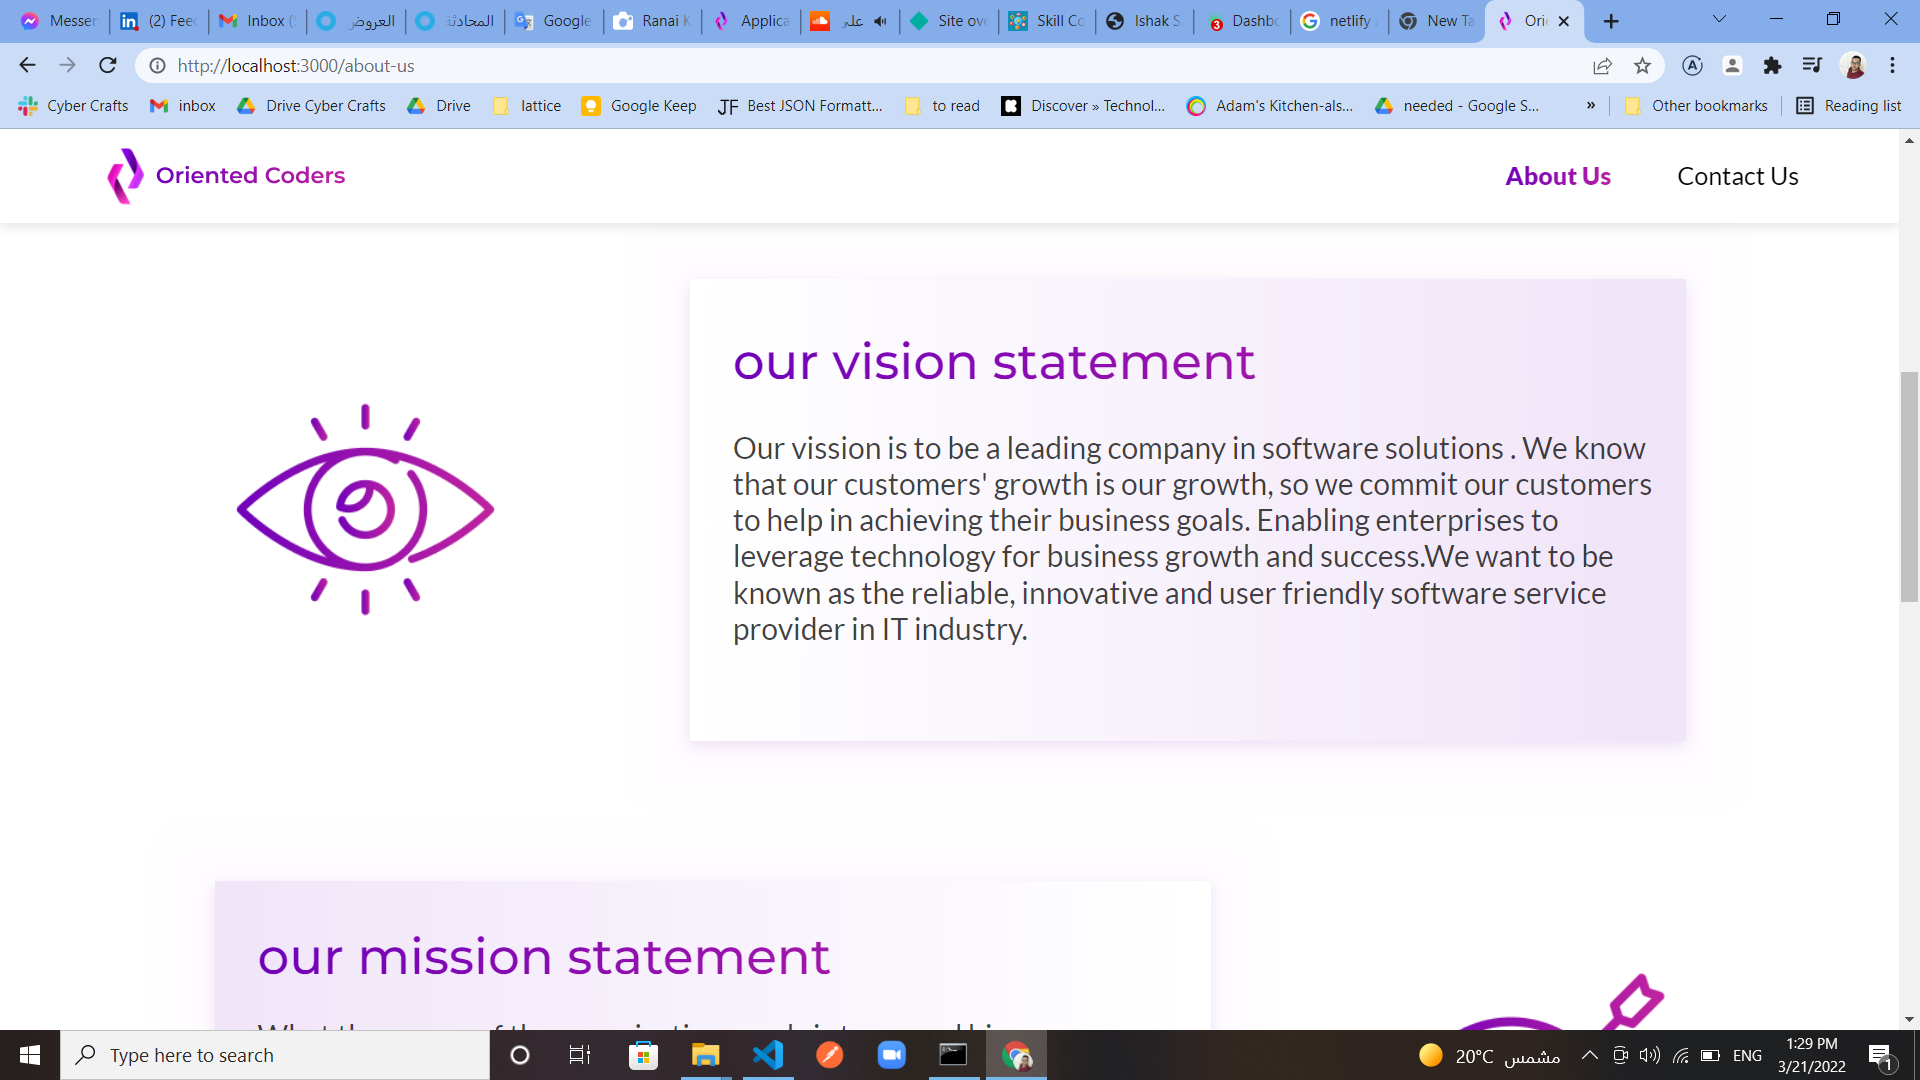 Messen (2) Feed Inbox ( العروض المحادثة Google Ranai K Applica على Site ove Skill Co Ishak S Dashbo netlify New Ta Orie
http://localhost:3000/about-us
Cyber Crafts inbox Drive Cyber Crafts Drive lattice Google Keep JF Best JSON Formatt... to read Discover » Technol... Adam's Kitchen-als... needed - Google S... » Other bookmarks Reading list
Oriented Coders About Us Contact Us
our vision statement
Our vission is to be a leading company in software solutions . We know
that our customers' growth is our growth, so we commit our customers
to help in achieving their business goals. Enabling enterprises to
leverage technology for business growth and success.We want to be
known as the reliable, innovative and user friendly software service
provider in IT industry.
our mission statement
Type here to search
20°C مشمس ENG 1:29 PM
3/21/2022 1